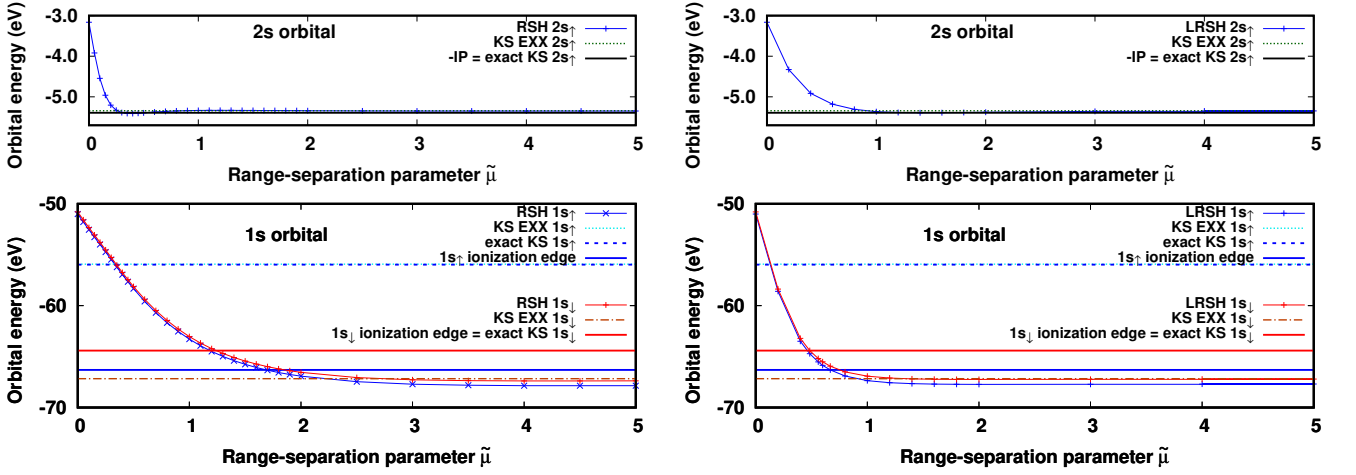 -3.0
-4.0
-5.0
Orbital energy (eV)
2s orbital
RSH 2s↑
KS EXX 2s↑
-IP = exact KS 2s↑
0 1 2 3 4 5
Range-separation parameter μ̃
-3.0
-4.0
-5.0
Orbital energy (eV)
2s orbital
LRSH 2s↑
KS EXX 2s↑
-IP = exact KS 2s↑
0 1 2 3 4 5
Range-separation parameter μ̃
-50
-60
-70
Orbital energy (eV)
1s orbital
RSH 1s↑
KS EXX 1s↑
exact KS 1s↑
1s↑ ionization edge
RSH 1s↓
KS EXX 1s↓
1s↓ ionization edge = exact KS 1s↓
0 1 2 3 4 5
Range-separation parameter μ̃
-50
-60
-70
Orbital energy (eV)
1s orbital
LRSH 1s↑
KS EXX 1s↑
exact KS 1s↑
1s↑ ionization edge
LRSH 1s↓
KS EXX 1s↓
1s↓ ionization edge = exact KS 1s↓
0 1 2 3 4 5
Range-separation parameter μ̃